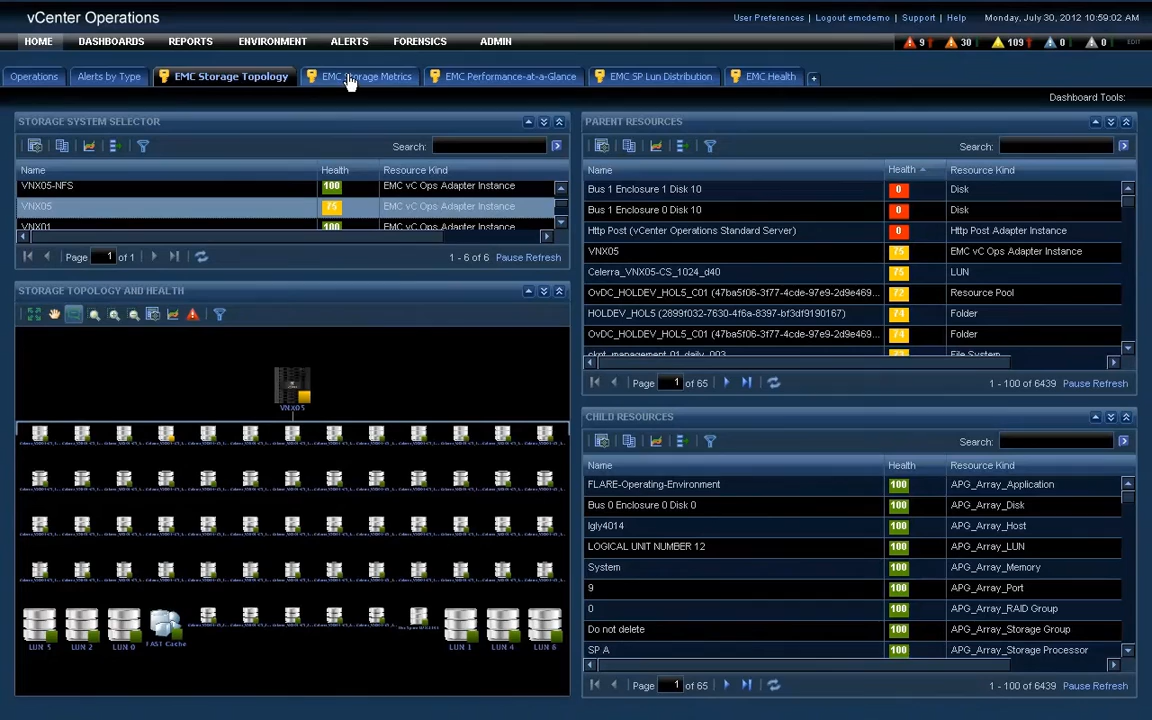 vCenter Operations
User Preferences | Logout emcdemo | Support | Help Monday, July 30, 2012 10:59:02 AM
HOME DASHBOARDS REPORTS ENVIRONMENT ALERTS FORENSICS ADMIN
9 30 109 0 0 EDIT
Operations Alerts by Type EMC Storage Topology EMC Storage Metrics EMC Performance-at-a-Glance EMC SP Lun Distribution EMC Health +
Dashboard Tools:
STORAGE SYSTEM SELECTOR
Search:
Name Health Resource Kind
VNX05-NFS 100 EMC vC Ops Adapter Instance
VNX05 75 EMC vC Ops Adapter Instance
VNX01 100 EMC vC Ops Adapter Instance
Page 1 of 1 1 - 6 of 6 Pause Refresh
STORAGE TOPOLOGY AND HEALTH
VNX05
LUN 5 LUN 2 LUN 0 FAST Cache LUN 1 LUN 4 LUN 6
PARENT RESOURCES
Search:
Name Health Resource Kind
Bus 1 Enclosure 1 Disk 10 0 Disk
Bus 1 Enclosure 0 Disk 10 0 Disk
Http Post (vCenter Operations Standard Server) 0 Http Post Adapter Instance
VNX05 75 EMC vC Ops Adapter Instance
Celerra_VNX05-CS_1024_d40 75 LUN
OvDC_HOLDEV_HOL5_C01 (47ba5f06-3f77-4cde-97e9-2d9e469... 72 Resource Pool
HOLDEV_HOL5 (2899f032-7630-4f6a-8397-bf3df9190167) 74 Folder
OvDC_HOLDEV_HOL5_C01 (47ba5f06-3f77-4cde-97e9-2d9e469... 74 Folder
ckpt_management_01_daily_003 File System
Page 1 of 65 1 - 100 of 6439 Pause Refresh
CHILD RESOURCES
Search:
Name Health Resource Kind
FLARE-Operating-Environment 100 APG_Array_Application
Bus 0 Enclosure 0 Disk 0 100 APG_Array_Disk
lgly4014 100 APG_Array_Host
LOGICAL UNIT NUMBER 12 100 APG_Array_LUN
System 100 APG_Array_Memory
9 100 APG_Array_Port
0 100 APG_Array_RAID Group
Do not delete 100 APG_Array_Storage Group
SP A 100 APG_Array_Storage Processor
Page 1 of 65 1 - 100 of 6439 Pause Refresh